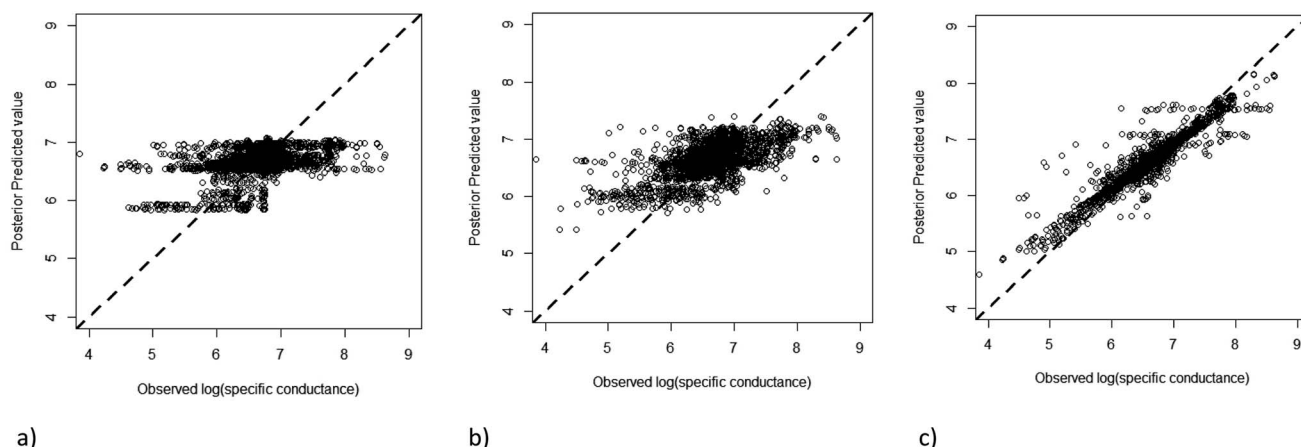 9
8
7
6
5
4
Posterior Predicted value
4 5 6 7 8 9
Observed log(specific conductance)
a)
9
8
7
6
5
4
Posterior Predicted value
4 5 6 7 8 9
Observed log(specific conductance)
b)
9
8
7
6
5
4
Posterior Predicted value
4 5 6 7 8 9
Observed log(specific conductance)
c)